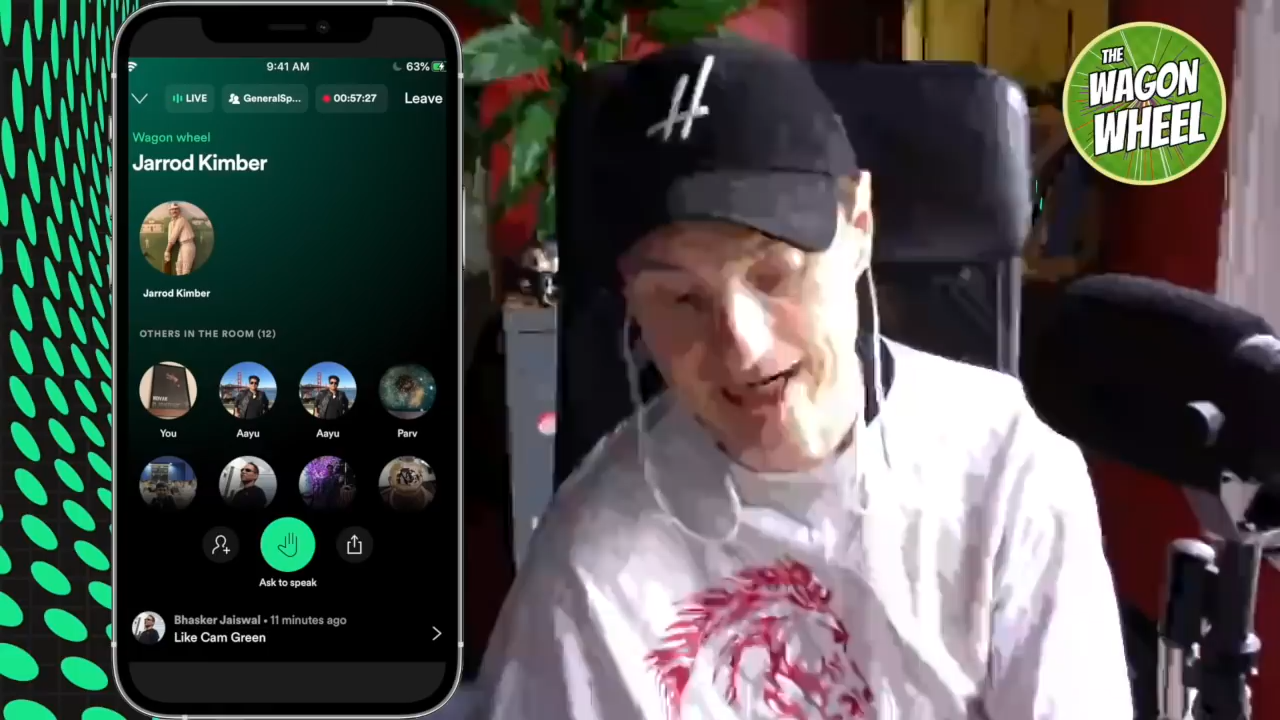 9:41 AM
63%
LIVE
GeneralSp...
00:57:27
Leave
Wagon wheel
Jarrod Kimber
Jarrod Kimber
OTHERS IN THE ROOM (12)
You
Aayu
Aayu
Parv
Ask to speak
Bhasker Jaiswal • 11 minutes ago
Like Cam Green
THE
WAGON
WHEEL